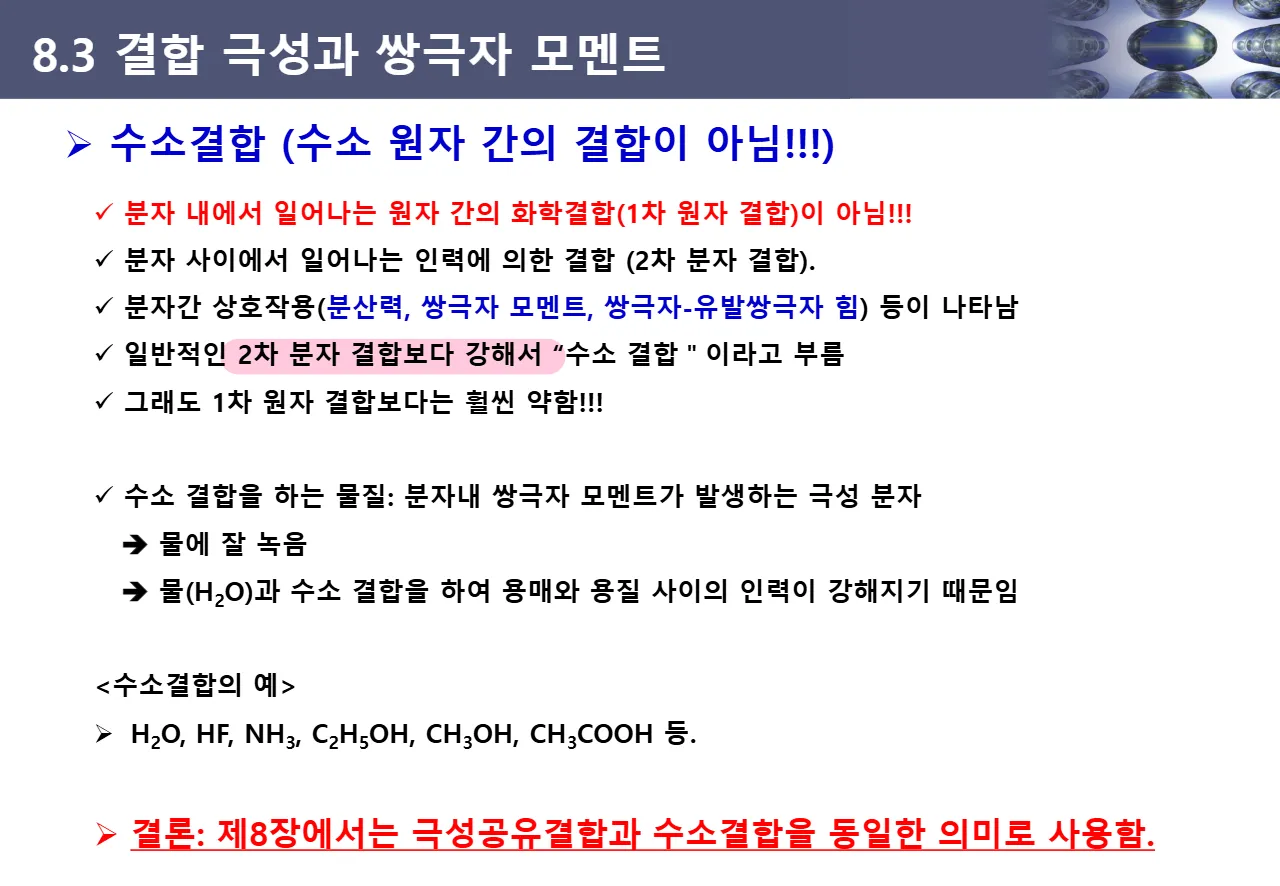 8.3 결합 극성과 쌍극자 모멘트
➢ 수소결합 (수소 원자 간의 결합이 아님!!!)
✓ 분자 내에서 일어나는 원자 간의 화학결합(1차 원자 결합)이 아님!!!
✓ 분자 사이에서 일어나는 인력에 의한 결합 (2차 분자 결합).
✓ 분자간 상호작용(분산력, 쌍극자 모멘트, 쌍극자-유발쌍극자 힘) 등이 나타남
✓ 일반적인 2차 분자 결합보다 강해서 “수소 결합 " 이라고 부름
✓ 그래도 1차 원자 결합보다는 훨씬 약함!!!
✓ 수소 결합을 하는 물질: 분자내 쌍극자 모멘트가 발생하는 극성 분자
➔ 물에 잘 녹음
➔ 물(H₂O)과 수소 결합을 하여 용매와 용질 사이의 인력이 강해지기 때문임
<수소결합의 예>
➢ H₂O, HF, NH₃, C₂H₅OH, CH₃OH, CH₃COOH 등.
➢ 결론: 제8장에서는 극성공유결합과 수소결합을 동일한 의미로 사용함.